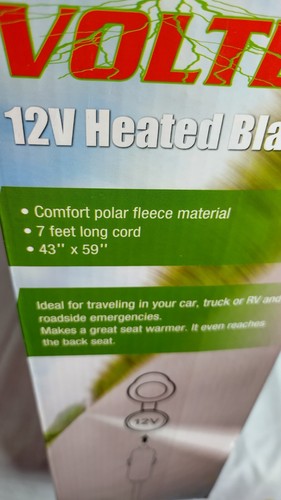 VOLT
12V Heated Bla
• Comfort polar fleece material
• 7 feet long cord
• 43" x 59"
Ideal for traveling in your car, truck or RV and
roadside emergencies.
Makes a great seat warmer. It even reaches
the back seat.
12V